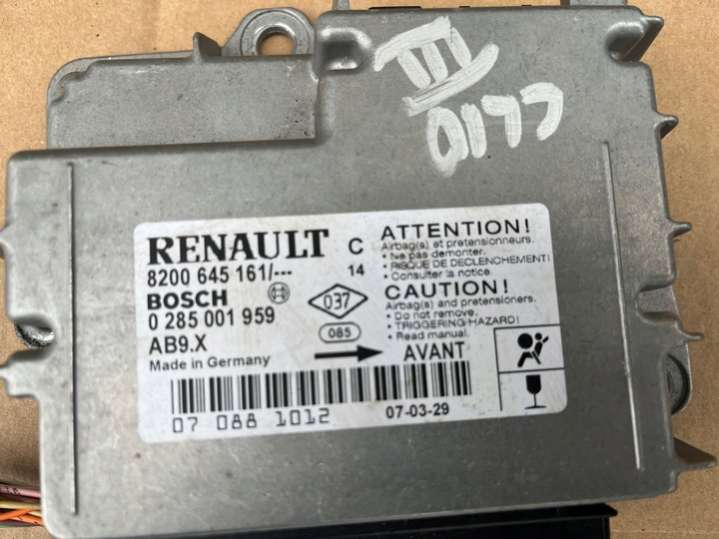 CLIO
III
RENAULT C
8200 645 161/---
14
BOSCH
037
0 285 001 959
085
AB9.X
AVANT
Made in Germany
ATTENTION!
Airbag(s) et pretensionneurs.
• Ne pas demonter.
• RISQUE DE DECLENCHEMENT!
• Consulter la notice.
CAUTION!
Airbag(s) and pretensioners.
• Do not remove.
• TRIGGERING HAZARD!
• Read manual.
07 088 1012
07-03-29